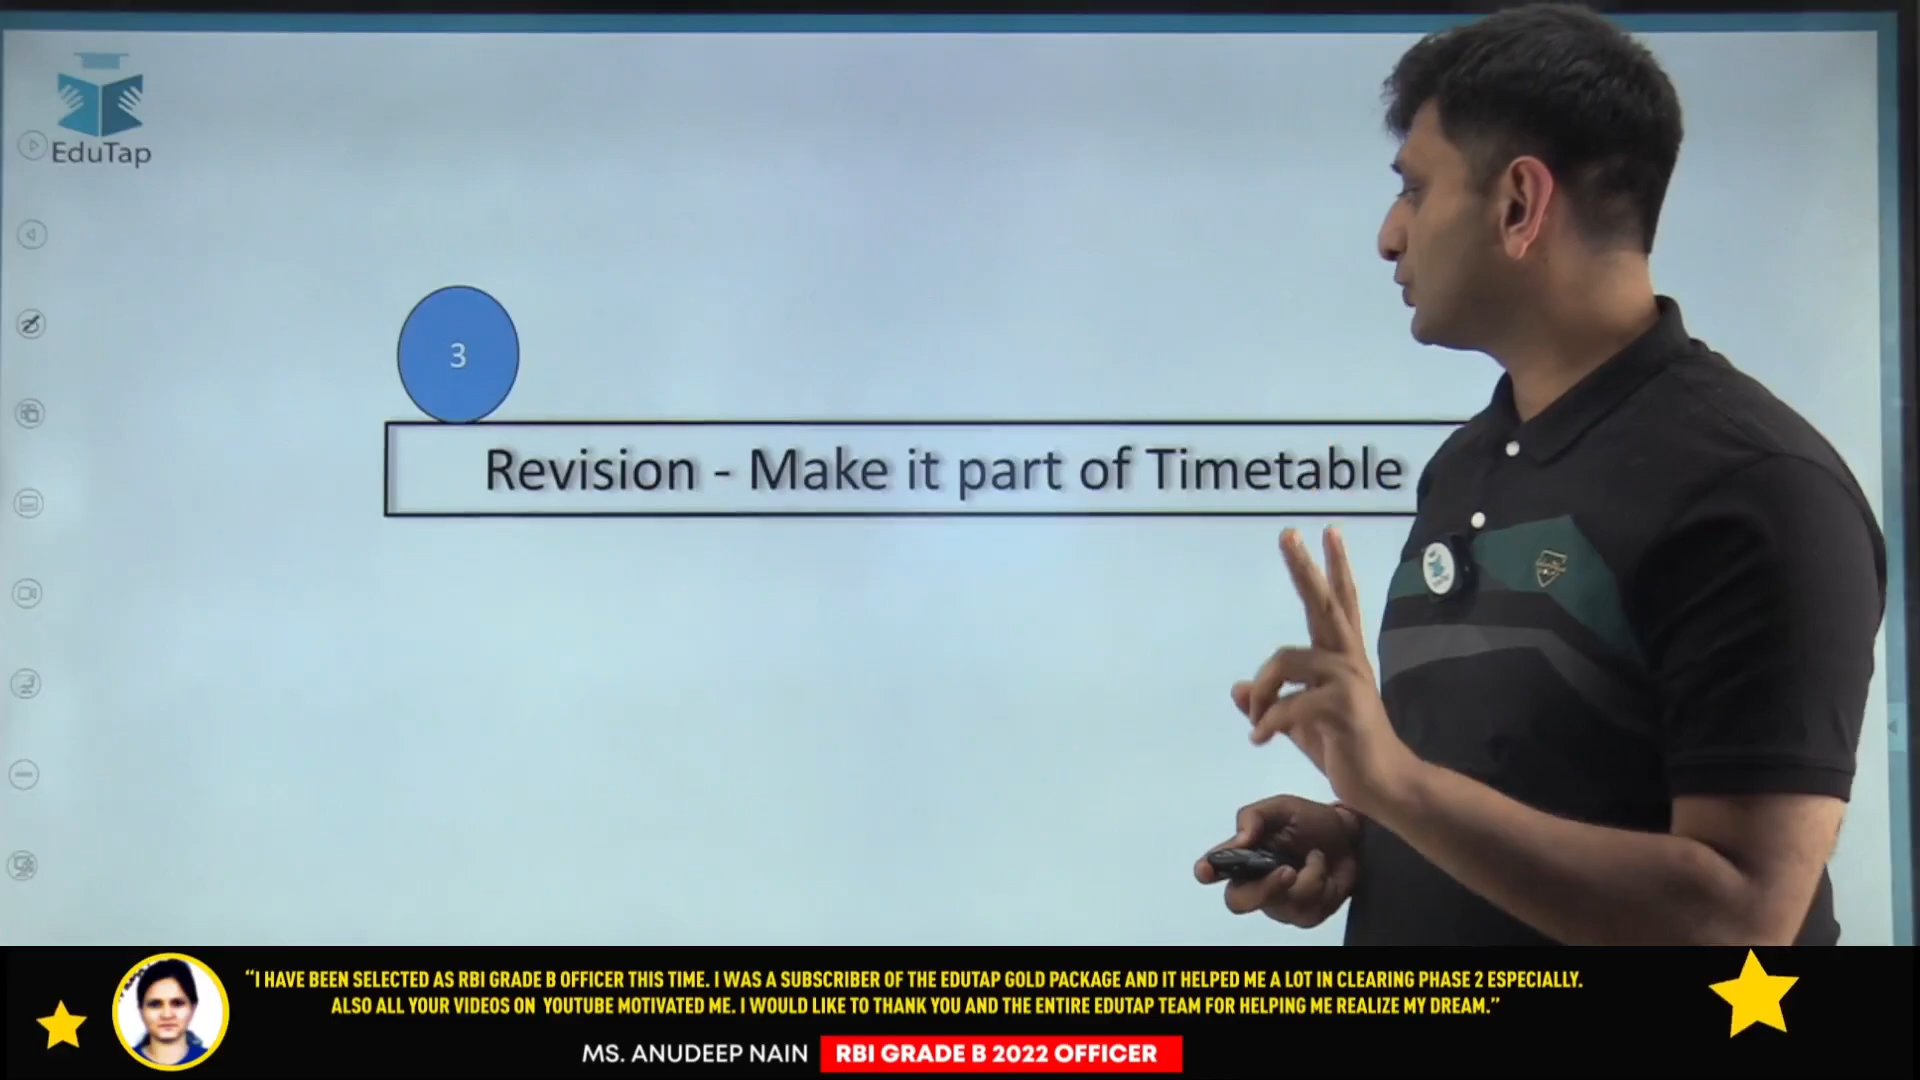 EduTap
3
Revision - Make it part of Timetable
“I HAVE BEEN SELECTED AS RBI GRADE B OFFICER THIS TIME. I WAS A SUBSCRIBER OF THE EDUTAP GOLD PACKAGE AND IT HELPED ME A LOT IN CLEARING PHASE 2 ESPECIALLY.
ALSO ALL YOUR VIDEOS ON YOUTUBE MOTIVATED ME. I WOULD LIKE TO THANK YOU AND THE ENTIRE EDUTAP TEAM FOR HELPING ME REALIZE MY DREAM.”
MS. ANUDEEP NAIN RBI GRADE B 2022 OFFICER